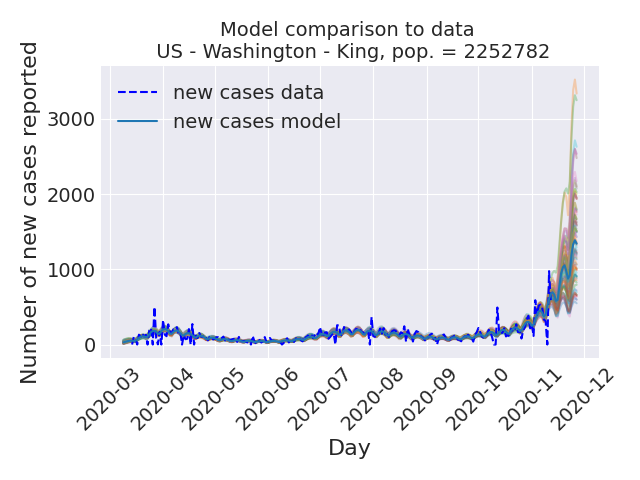 Model comparison to data
US - Washington - King, pop. = 2252782
Number of new cases reported
new cases data
new cases model
3000
2000
1000
0
2020-03
2020-04
2020-05
2020-06
2020-07
2020-08
2020-09
2020-10
2020-11
2020-12
Day